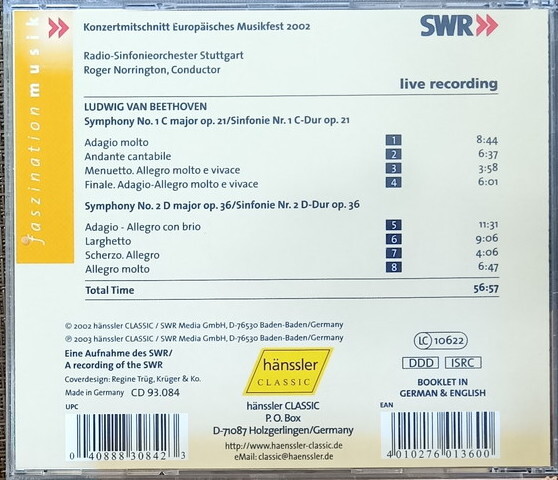 faszination musik
Konzertmitschnitt Europäisches Musikfest 2002
SWR
Radio-Sinfonieorchester Stuttgart
Roger Norrington, Conductor
live recording
LUDWIG VAN BEETHOVEN
Symphony No. 1 C major op. 21/Sinfonie Nr. 1 C-Dur op. 21
Adagio molto 1 8:44
Andante cantabile 2 6:37
Menuetto. Allegro molto e vivace 3 3:58
Finale. Adagio-Allegro molto e vivace 4 6:01
Symphony No. 2 D major op. 36/Sinfonie Nr. 2 D-Dur op. 36
Adagio - Allegro con brio 5 11:31
Larghetto 6 9:06
Scherzo. Allegro 7 4:06
Allegro molto 8 6:47
Total Time 56:57
© 2002 hänssler CLASSIC / SWR Media GmbH, D-76530 Baden-Baden/Germany
℗ 2003 hänssler CLASSIC / SWR Media GmbH, D-76530 Baden-Baden/Germany
Eine Aufnahme des SWR/
A recording of the SWR
Coverdesign: Regine Trüg, Krüger & Ko.
Made in Germany CD 93.084
hänssler
CLASSIC
hänssler CLASSIC
P. O. Box
D-71087 Holzgerlingen/Germany
http://www.haenssler-classic.de
eMail: classic@haenssler.de
LC 10622
DDD ISRC
BOOKLET IN
GERMAN & ENGLISH
UPC
0 40888 30842 3
EAN
4 010276 013600